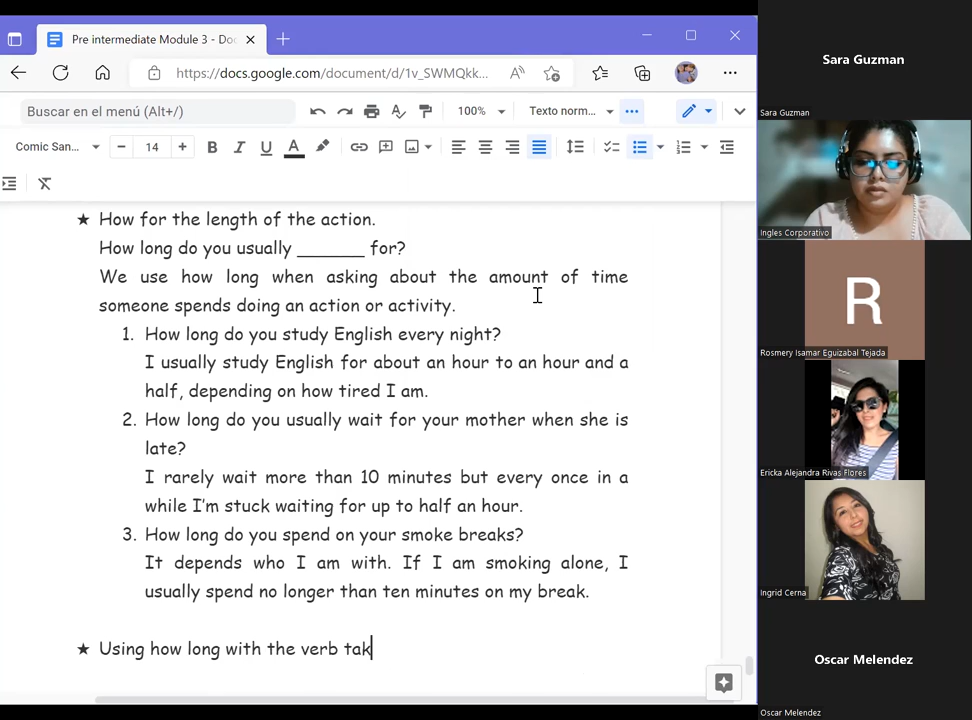 Pre intermediate Module 3 - Doc
https://docs.google.com/document/d/1v_SWMQkk...
Buscar en el menú (Alt+/)
100%
Texto norm...
Comic San...
14
★ How for the length of the action.
How long do you usually ______ for?
We use how long when asking about the amount of time
someone spends doing an action or activity.
1. How long do you study English every night?
I usually study English for about an hour to an hour and a
half, depending on how tired I am.
2. How long do you usually wait for your mother when she is
late?
I rarely wait more than 10 minutes but every once in a
while I'm stuck waiting for up to half an hour.
3. How long do you spend on your smoke breaks?
It depends who I am with. If I am smoking alone, I
usually spend no longer than ten minutes on my break.
★ Using how long with the verb tak
Sara Guzman
Sara Guzman
Ingles Corporativo
R
Rosmery Isamar Eguizabal Tejada
Ericka Alejandra Rivas Flores
Ingrid Cerna
Oscar Melendez
Oscar Melendez